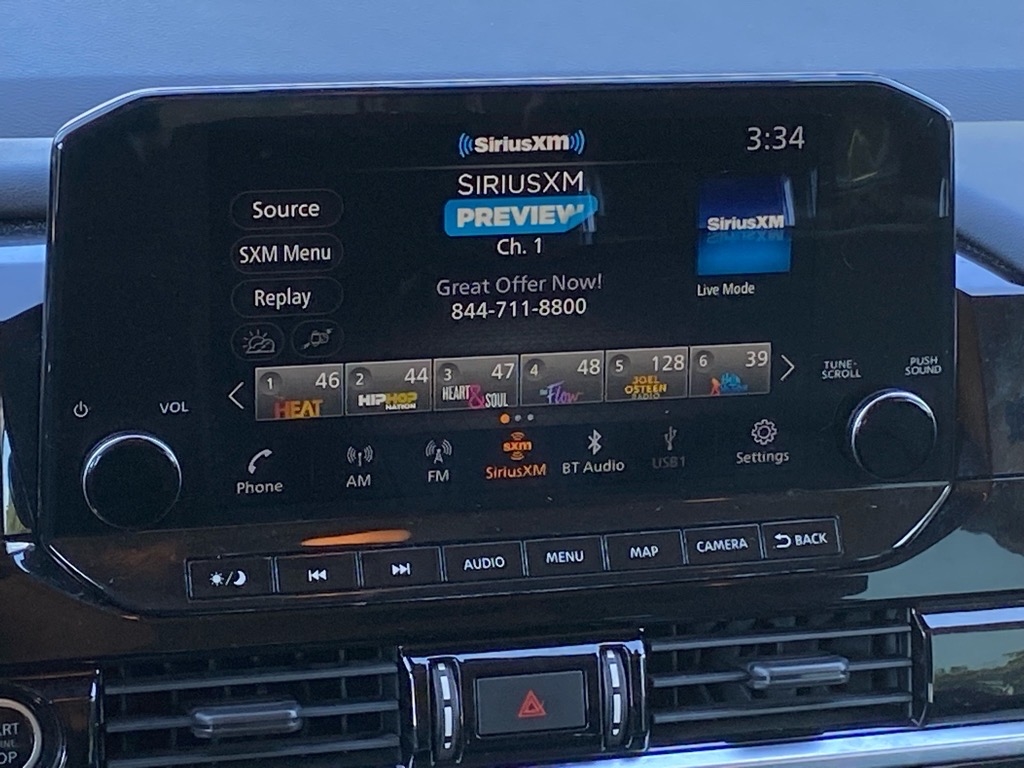 SiriusXM
3:34
SIRIUSXM
PREVIEW
Ch. 1
Great Offer Now!
844-711-8800
Source
SXM Menu
Replay
SiriusXM
Live Mode
1 46
HEAT
2 44
HIPHOP
NATION
3 47
HEART & SOUL
4 48
Flow
5 128
JOEL
OSTEEN
RADIO
6 39
TUNE-
SCROLL
PUSH
SOUND
VOL
Phone
AM
FM
sxm
SiriusXM
BT Audio
USB1
Settings
AUDIO
MENU
MAP
CAMERA
BACK